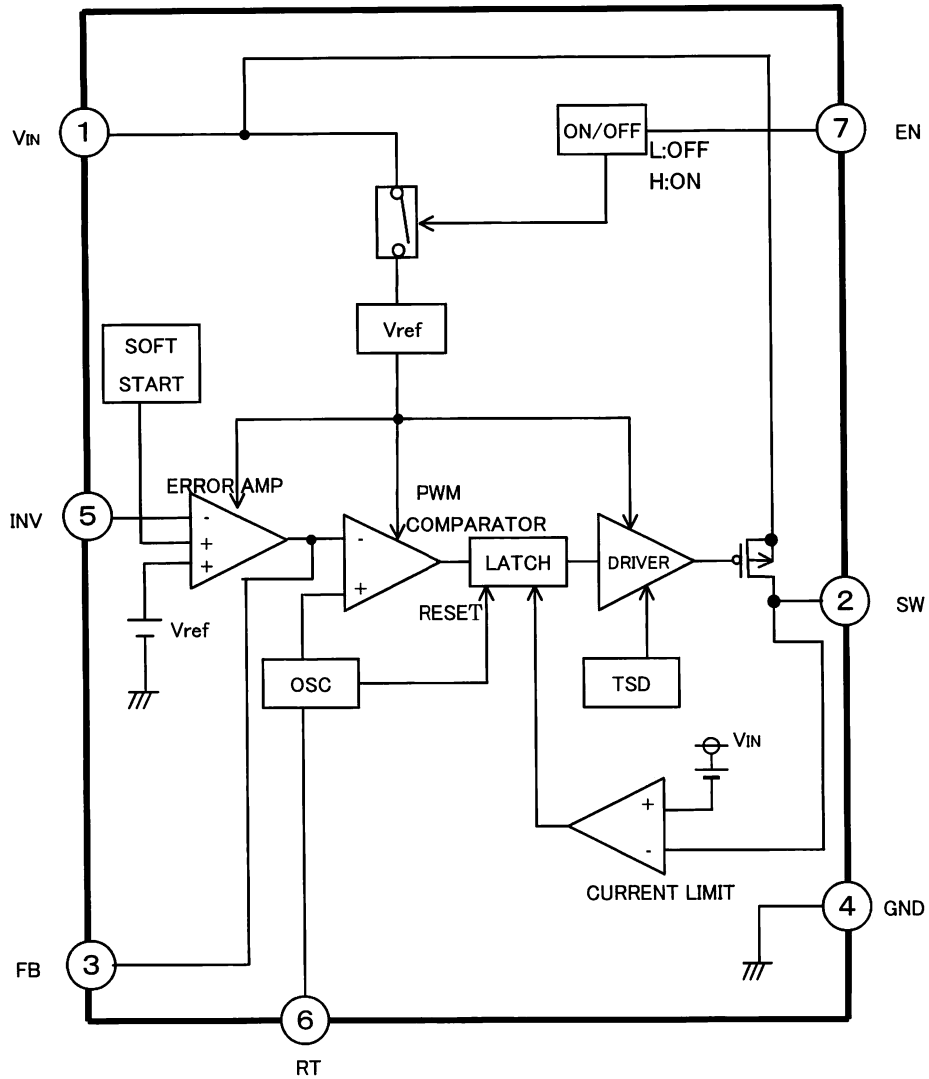 VIN
1
ON/OFF
7
EN
L:OFF
H:ON
Vref
SOFT
START
ERROR AMP
PWM
COMPARATOR
INV
5
-
+
+
-
+
LATCH
DRIVER
RESET
2
SW
Vref
OSC
TSD
VIN
+
-
CURRENT LIMIT
4
GND
FB
3
6
RT